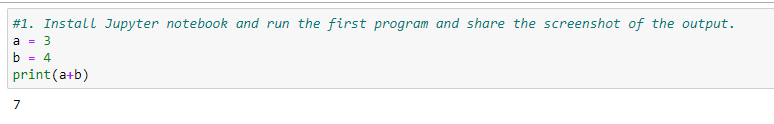 #1. Install Jupyter notebook and run the first program and share the screenshot of the output.
a = 3
b = 4
print(a+b)
7